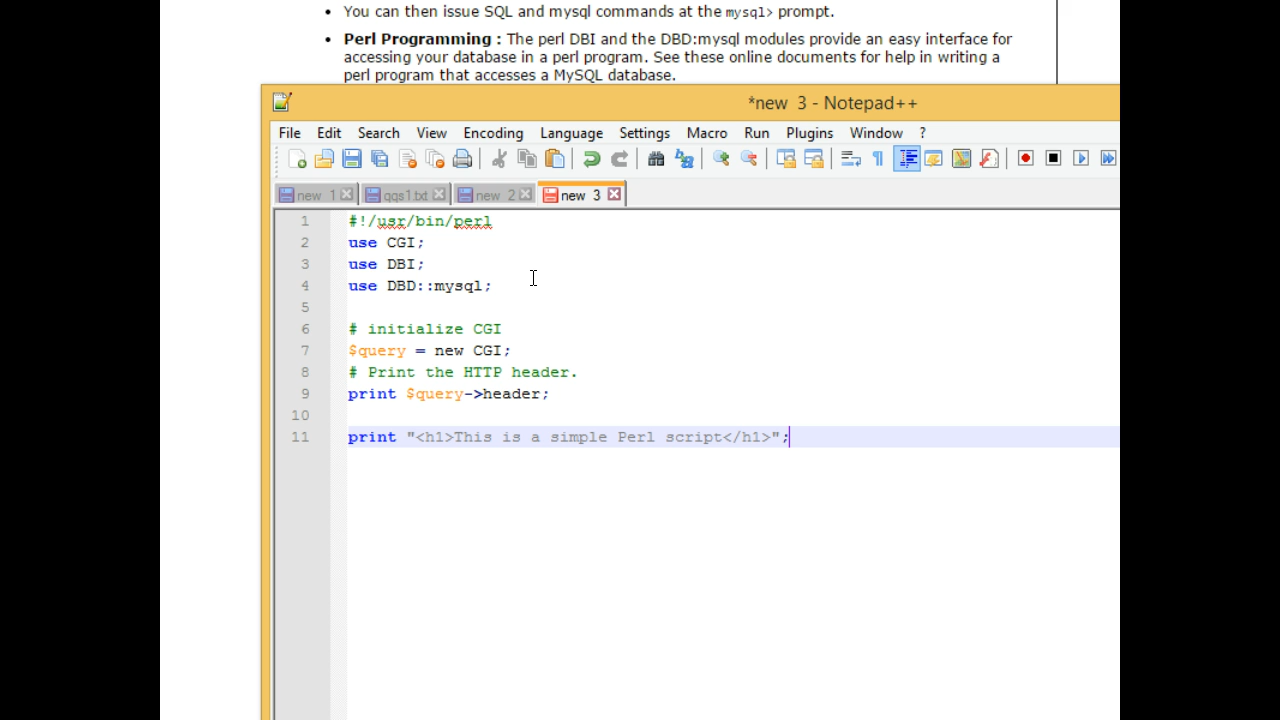 You can then issue SQL and mysql commands at the mysql> prompt.
Perl Programming : The perl DBI and the DBD:mysql modules provide an easy interface for
accessing your database in a perl program. See these online documents for help in writing a
perl program that accesses a MySQL database.
*new 3 - Notepad++
File Edit Search View Encoding Language Settings Macro Run Plugins Window ?
new 1 qqs1.txt new 2 new 3
1 #!/usr/bin/perl
2 use CGI;
3 use DBI;
4 use DBD::mysql;
5
6 # initialize CGI
7 $query = new CGI;
8 # Print the HTTP header.
9 print $query->header;
10
11 print "<h1>This is a simple Perl script</h1>";